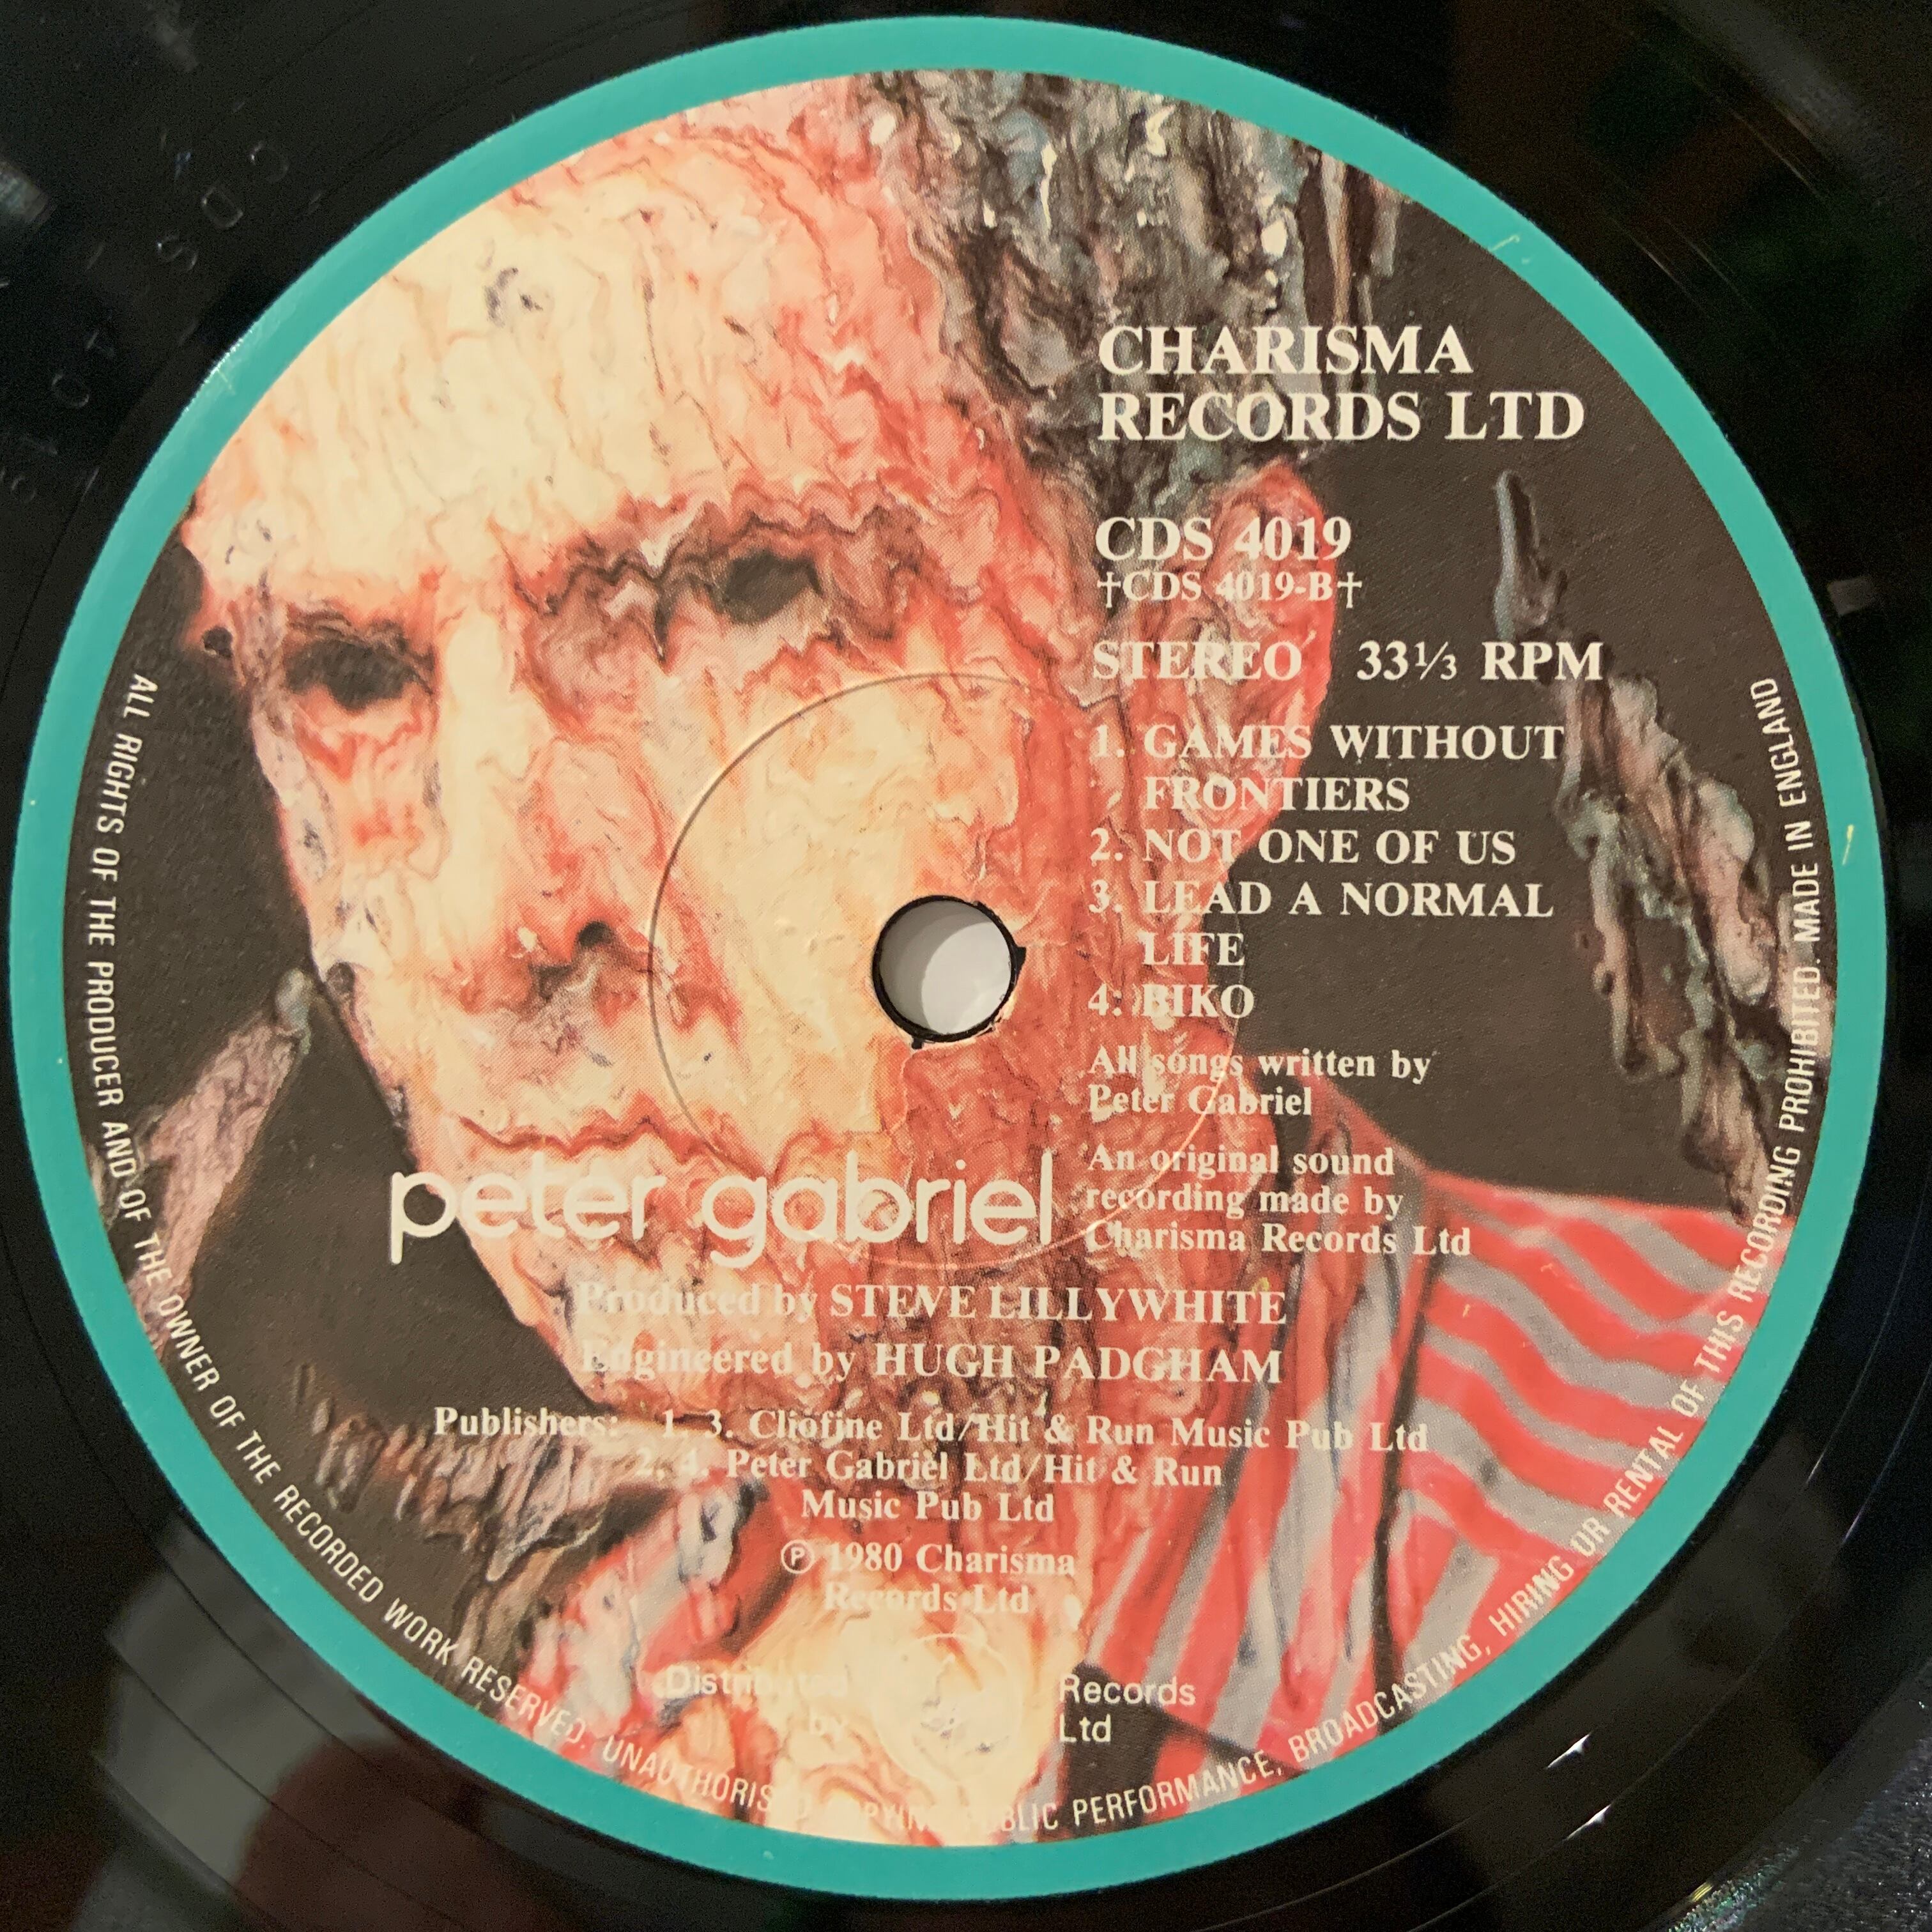 CHARISMA
RECORDS LTD
CDS 4019
†CDS 4019-B†
STEREO 33⅓ RPM
1. GAMES WITHOUT
FRONTIERS
2. NOT ONE OF US
3. LEAD A NORMAL
LIFE
4. BIKO
All songs written by
Peter Gabriel
An original sound
recording made by
Charisma Records Ltd
peter gabriel
Produced by STEVE LILLYWHITE
Engineered by HUGH PADGHAM
Publishers: 1, 3. Cliofine Ltd/Hit & Run Music Pub Ltd
2, 4. Peter Gabriel Ltd/Hit & Run
Music Pub Ltd
Ⓟ 1980 Charisma
Records Ltd
Distributed
by
Records
Ltd
ALL RIGHTS OF THE PRODUCER AND OF THE OWNER OF THE RECORDED WORK RESERVED. UNAUTHORISED COPYING, PUBLIC PERFORMANCE, BROADCASTING, HIRING OR RENTAL OF THIS RECORDING PROHIBITED. MADE IN ENGLAND